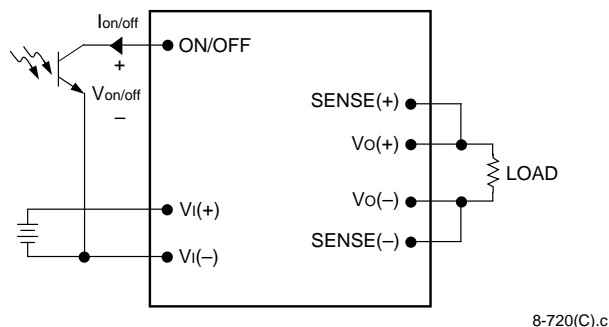 Ion/off
ON/OFF
+
Von/off
–
SENSE(+)
VO(+)
LOAD
VO(–)
VI(+)
SENSE(–)
VI(–)
8-720(C).c